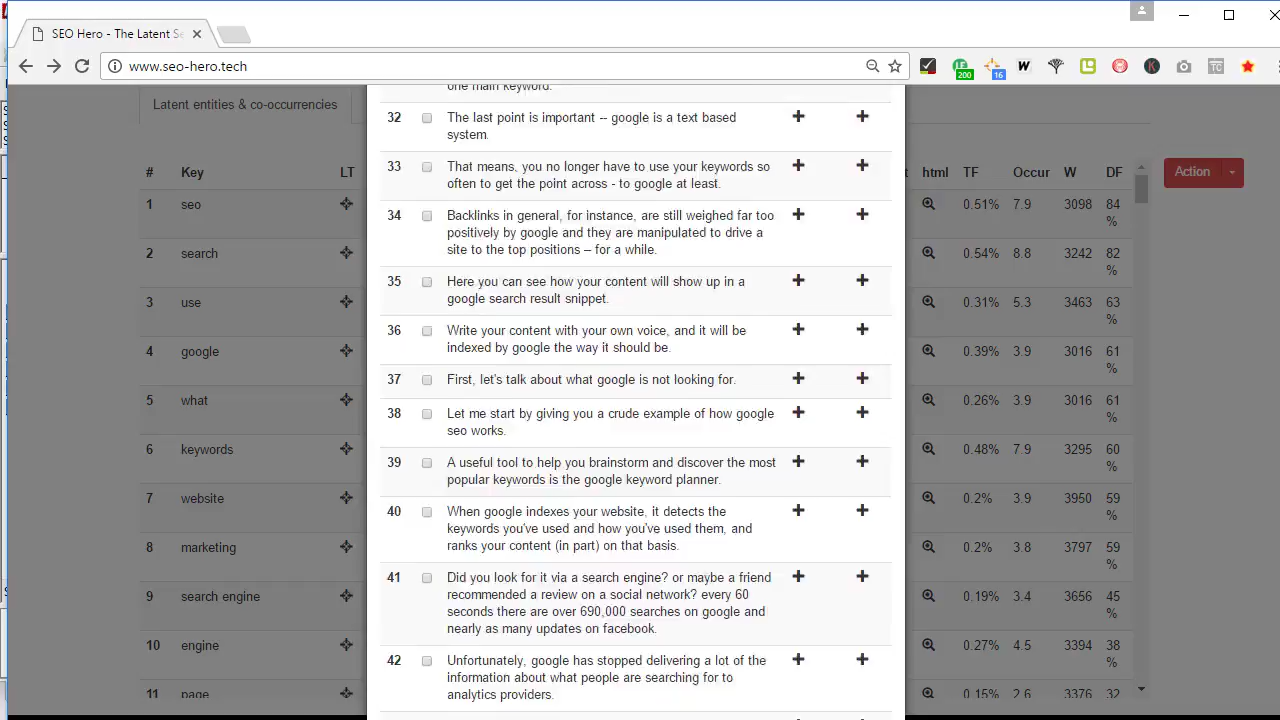 SEO Hero - The Latent Se
www.seo-hero.tech
200
16
W
K
TC
Latent entities & co-occurrencies
# Key LT html TF Occur W DF
Action
1 seo 0.51% 7.9 3098 84 %
2 search 0.54% 8.8 3242 82 %
3 use 0.31% 5.3 3463 63 %
4 google 0.39% 3.9 3016 61 %
5 what 0.26% 3.9 3016 61 %
6 keywords 0.48% 7.9 3295 60 %
7 website 0.2% 3.9 3950 59 %
8 marketing 0.2% 3.8 3797 59 %
9 search engine 0.19% 3.4 3656 45 %
10 engine 0.27% 4.5 3394 38 %
11 page 0.15% 2.6 3376 32
one main keyword.
32 The last point is important -- google is a text based
system.
33 That means, you no longer have to use your keywords so
often to get the point across - to google at least.
34 Backlinks in general, for instance, are still weighed far too
positively by google and they are manipulated to drive a
site to the top positions – for a while.
35 Here you can see how your content will show up in a
google search result snippet.
36 Write your content with your own voice, and it will be
indexed by google the way it should be.
37 First, let's talk about what google is not looking for.
38 Let me start by giving you a crude example of how google
seo works.
39 A useful tool to help you brainstorm and discover the most
popular keywords is the google keyword planner.
40 When google indexes your website, it detects the
keywords you've used and how you've used them, and
ranks your content (in part) on that basis.
41 Did you look for it via a search engine? or maybe a friend
recommended a review on a social network? every 60
seconds there are over 690,000 searches on google and
nearly as many updates on facebook.
42 Unfortunately, google has stopped delivering a lot of the
information about what people are searching for to
analytics providers.